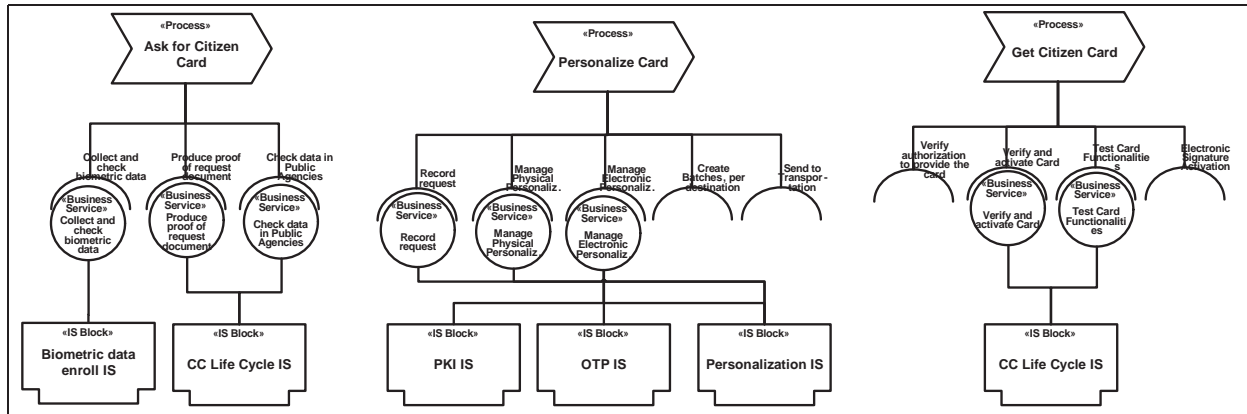 «Process»
Ask for Citizen
Card
Collect and
check
biometric data
Produce proof
of request
document
Check data in
Public
Agencies
«Business
Service»
Collect and
check
biometric
data
«Business
Service»
Produce
proof of
request
document
«Business
Service»
Check data
in Public
Agencies
«IS Block»
Biometric data
enroll IS
«IS Block»
CC Life Cycle IS
«Process»
Personalize Card
Record
request
Manage
Physical
Personaliz.
Manage
Electronic
Personaliz.
Create
Batches, per
destination
Send to
Transpor-
tation
«Business
Service»
Record
request
«Business
Service»
Manage
Physical
Personaliz.
«Business
Service»
Manage
Electronic
Personaliz.
«IS Block»
PKI IS
«IS Block»
OTP IS
«IS Block»
Personalization IS
«Process»
Get Citizen Card
Verify
authorization
to provide the
card
Verify and
activate Card
Test Card
Functionalitie
s
Electronic
Signature
Activation
«Business
Service»
Verify and
activate Card
«Business
Service»
Test Card
Functionaliti
es
«IS Block»
CC Life Cycle IS